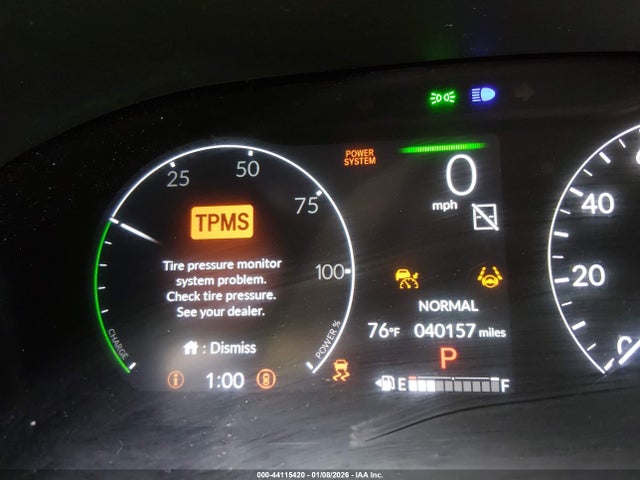 POWER
SYSTEM
0
mph
25
50
75
100
CHARGE
POWER %
TPMS
Tire pressure monitor
system problem.
Check tire pressure.
See your dealer.
: Dismiss
1:00
NORMAL
76°F 040157 miles
P
E F
40
20
0
000-44115420 - 01/08/2026 - IAA Inc.